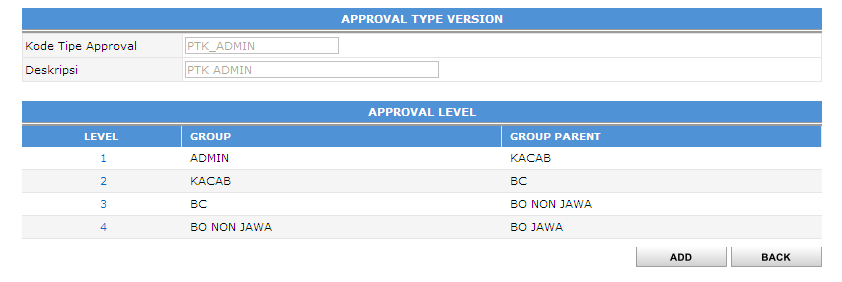 APPROVAL TYPE VERSION
Kode Tipe Approval PTK_ADMIN
Deskripsi PTK ADMIN
APPROVAL LEVEL
LEVEL GROUP GROUP PARENT
1 ADMIN KACAB
2 KACAB BC
3 BC BO NON JAWA
4 BO NON JAWA BO JAWA
ADD BACK